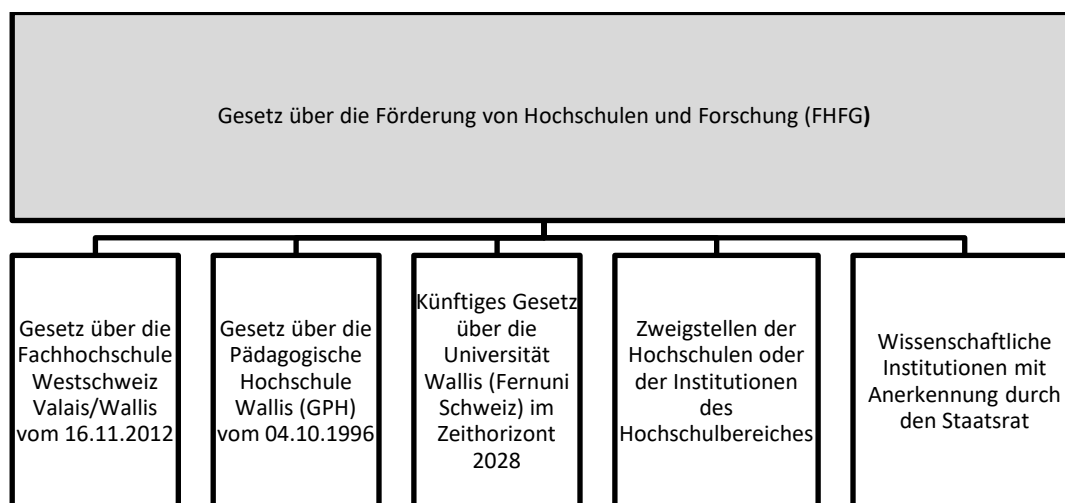 Gesetz über die Förderung von Hochschulen und Forschung (FHFG)
Gesetz über die
Fachhochschule
Westschweiz
Valais/Wallis
vom 16.11.2012
Gesetz über die
Pädagogische
Hochschule
Wallis (GPH)
vom 04.10.1996
Künftiges Gesetz
über die
Universität
Wallis (Fernuni
Schweiz) im
Zeithorizont
2028
Zweigstellen der
Hochschulen oder
der Institutionen
des
Hochschulbereiches
Wissenschaftliche
Institutionen mit
Anerkennung durch
den Staatsrat